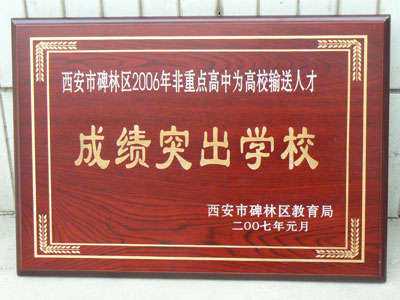 西安市碑林区2006年非重点高中为高校输送人才
成绩突出学校
西安市碑林区教育局
二〇〇七年元月